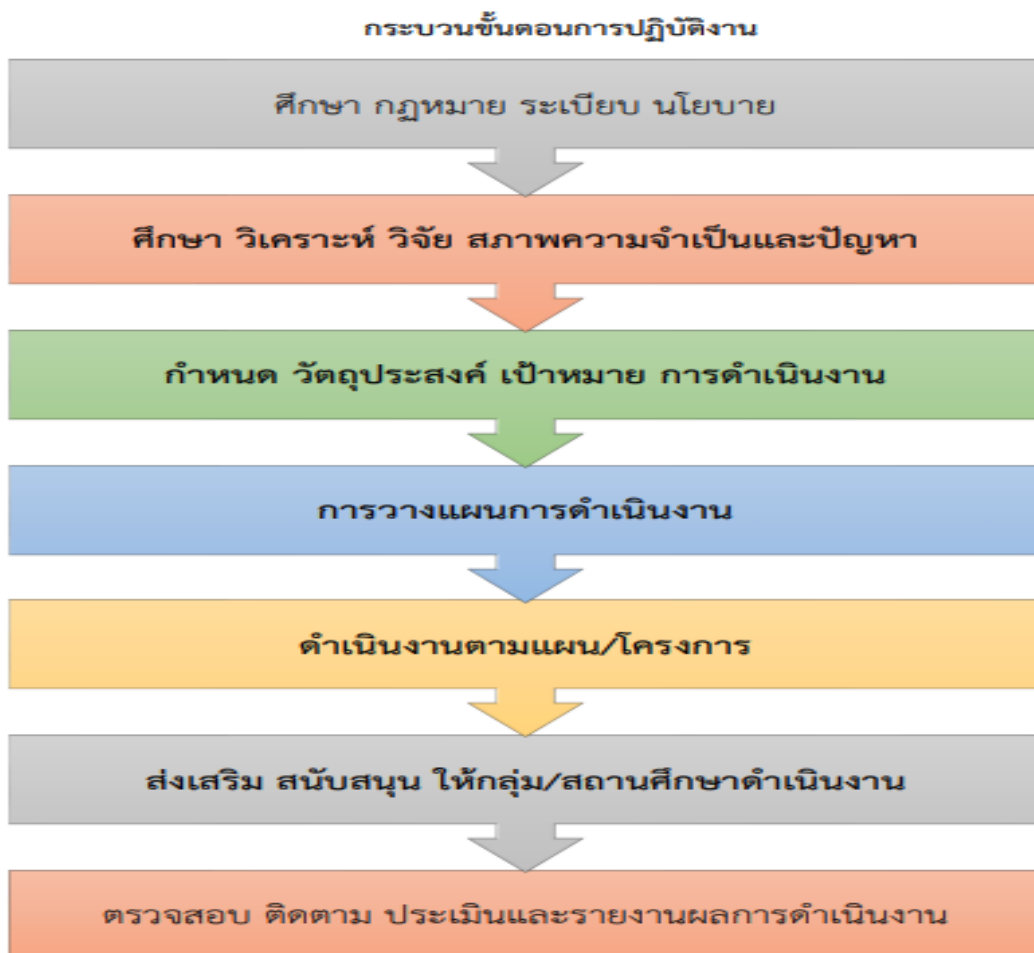 กระบวนขั้นตอนการปฏิบัติงาน
ศึกษา กฎหมาย ระเบียบ นโยบาย
ศึกษา วิเคราะห์ วิจัย สภาพความจำเป็นและปัญหา
กำหนด วัตถุประสงค์ เป้าหมาย การดำเนินงาน
การวางแผนการดำเนินงาน
ดำเนินงานตามแผน/โครงการ
ส่งเสริม สนับสนุน ให้กลุ่ม/สถานศึกษาดำเนินงาน
ตรวจสอบ ติดตาม ประเมินและรายงานผลการดำเนินงาน